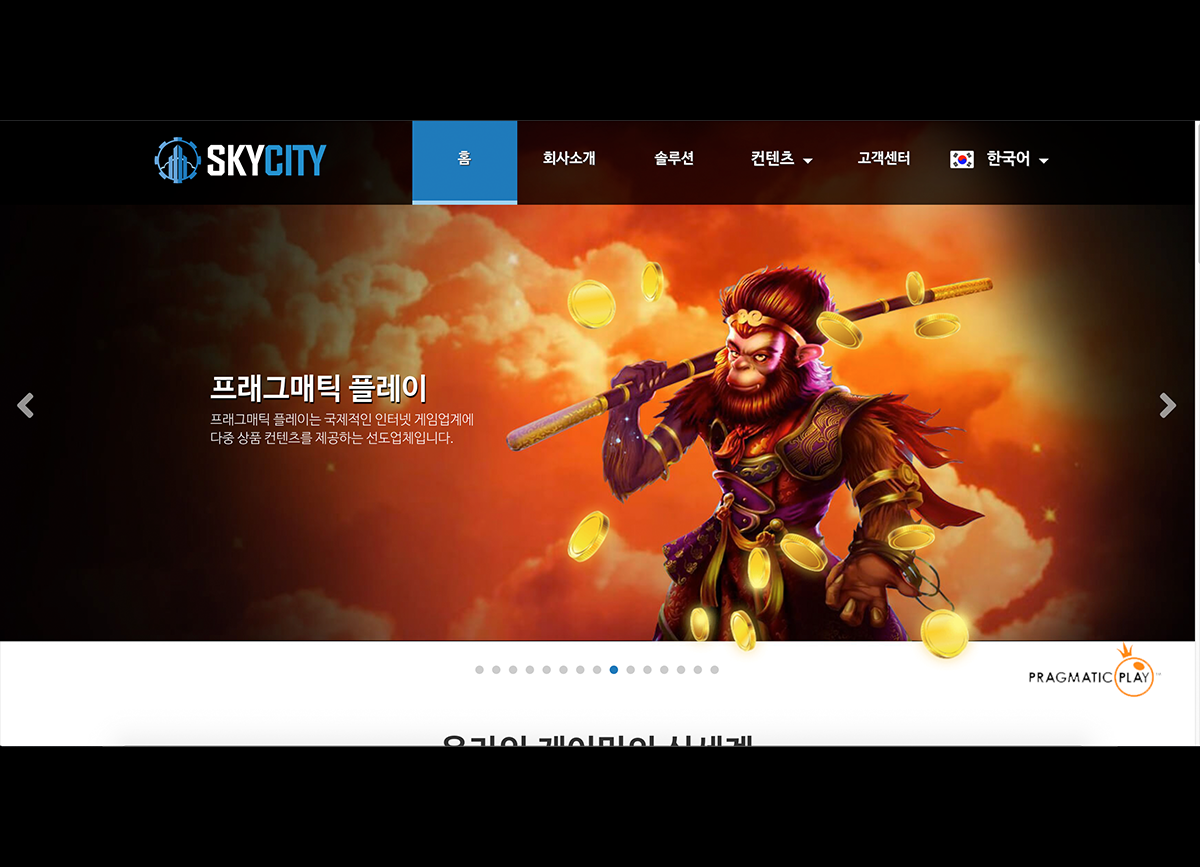 SKYCITY
홈
회사소개
솔루션
컨텐츠
고객센터
한국어
프래그매틱 플레이
프래그매틱 플레이는 국제적인 인터넷 게임업계에
다중 상품 컨텐츠를 제공하는 선도업체입니다.
PRAGMATIC PLAY